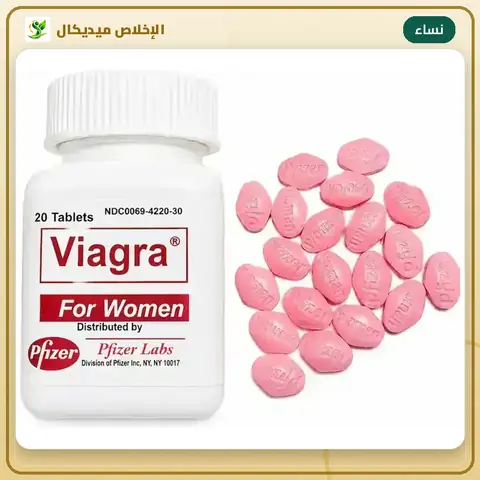 الإخلاص ميديكال
نساء
20 Tablets NDC0069-4220-30
Viagra®
For Women
Distributed by
Pfizer Pfizer Labs
Division of Pfizer Inc, NY, NY 10017